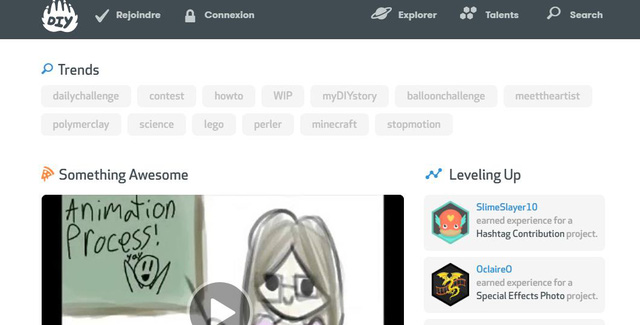 DIY
Rejoindre
Connexion
Explorer
Talents
Search
Trends
dailychallenge
contest
howto
WIP
myDIYstory
balloonchallenge
meettheartist
polymerclay
science
lego
perler
minecraft
stopmotion
Something Awesome
Animation
Process!
yay
Leveling Up
SlimeSlayer10
earned experience for a
Hashtag Contribution project.
OclaireO
earned experience for a
Special Effects Photo project.